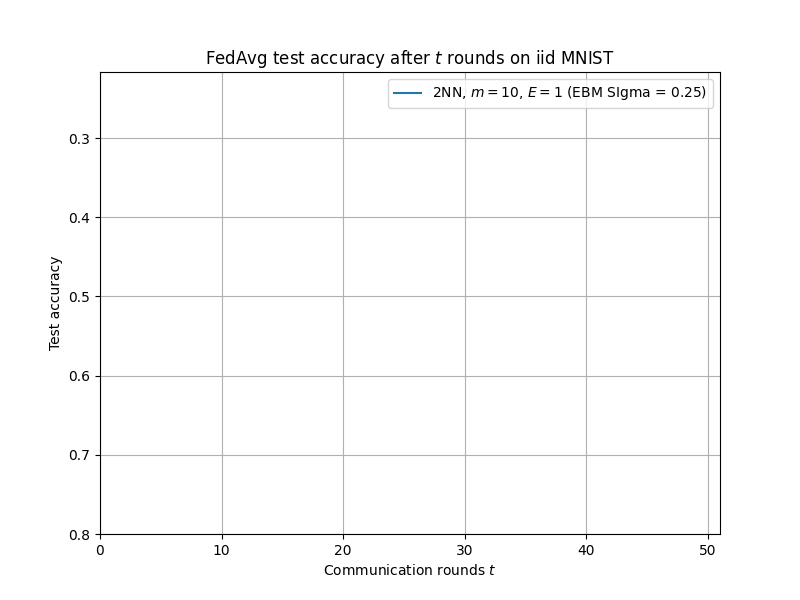 FedAvg test accuracy after t rounds on iid MNIST
2NN, m = 10, E = 1 (EBM SIgma = 0.25)
Test accuracy
0.3
0.4
0.5
0.6
0.7
0.8
0 10 20 30 40 50
Communication rounds t